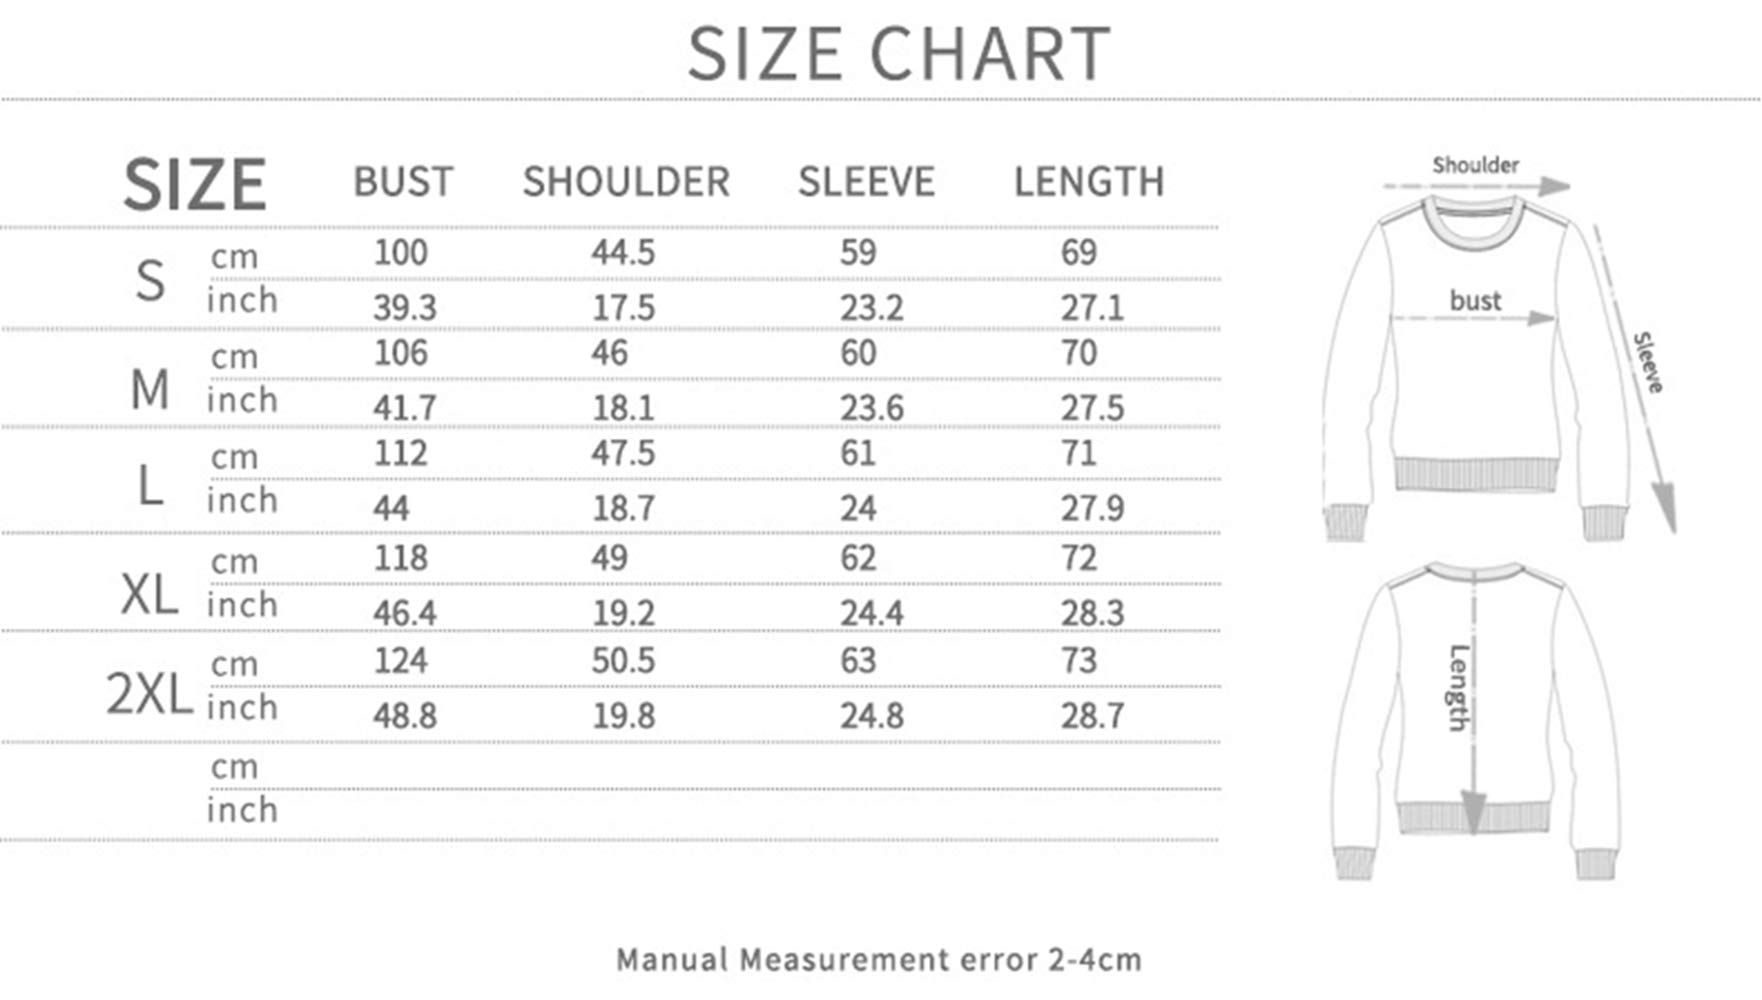 SIZE CHART
SIZE BUST SHOULDER SLEEVE LENGTH
S cm 100 44.5 59 69
inch 39.3 17.5 23.2 27.1
M cm 106 46 60 70
inch 41.7 18.1 23.6 27.5
L cm 112 47.5 61 71
inch 44 18.7 24 27.9
XL cm 118 49 62 72
inch 46.4 19.2 24.4 28.3
2XL cm 124 50.5 63 73
inch 48.8 19.8 24.8 28.7
cm
inch
Shoulder
bust
Sleeve
Length
Manual Measurement error 2-4cm